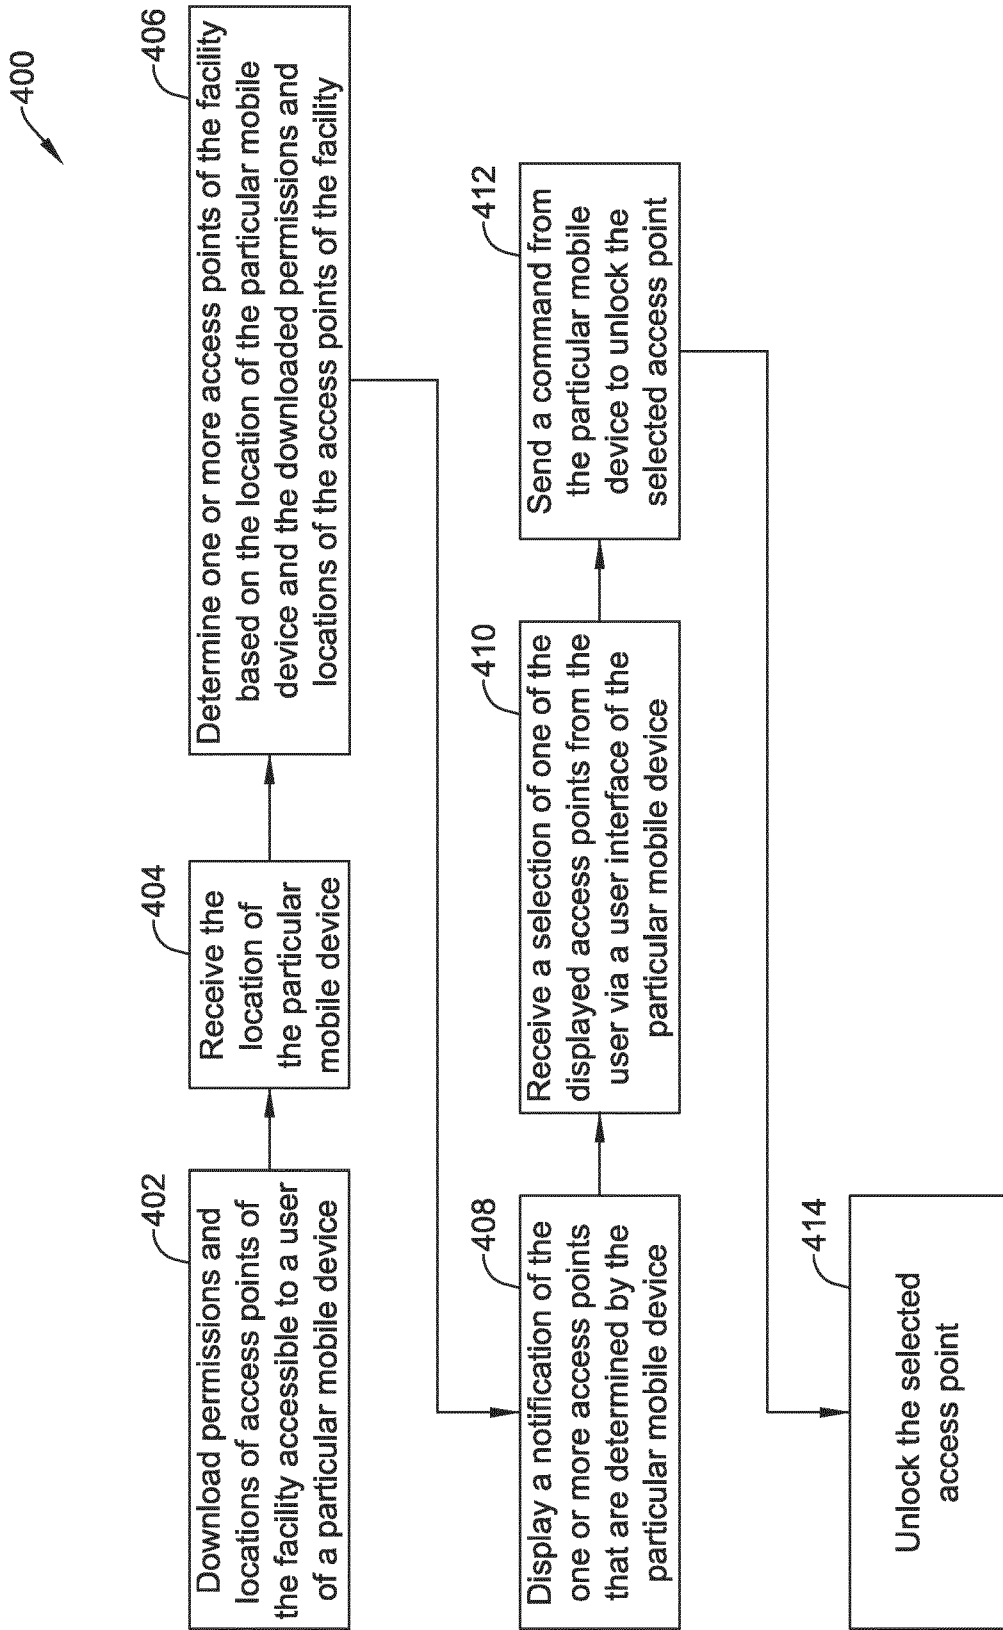 400
402
Download permissions and
locations of access points of
the facility accessible to a user
of a particular mobile device
404
Receive the
location of
the particular
mobile device
406
Determine one or more access points of the facility
based on the location of the particular mobile
device and the downloaded permissions and
locations of the access points of the facility
408
Display a notification of the
one or more access points
that are determined by the
particular mobile device
410
Receive a selection of one of the
displayed access points from the
user via a user interface of the
particular mobile device
412
Send a command from
the particular mobile
device to unlock the
selected access point
414
Unlock the selected
access point